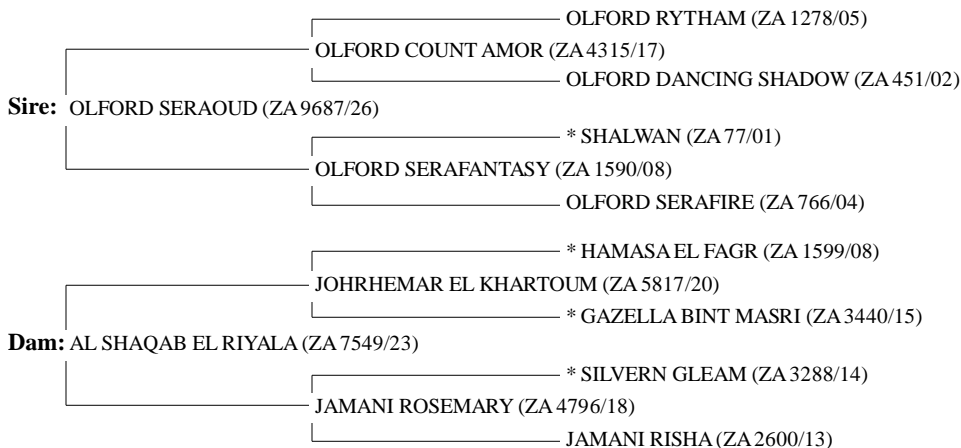 OLFORD RYTHAM (ZA 1278/05)
OLFORD COUNT AMOR (ZA 4315/17)
OLFORD DANCING SHADOW (ZA 451/02)
Sire: OLFORD SERAOUD (ZA 9687/26)
* SHALWAN (ZA 77/01)
OLFORD SERAFANTASY (ZA 1590/08)
OLFORD SERAFIRE (ZA 766/04)
* HAMASA EL FAGR (ZA 1599/08)
JOHRHEMAR EL KHARTOUM (ZA 5817/20)
* GAZELLA BINT MASRI (ZA 3440/15)
Dam: AL SHAQAB EL RIYALA (ZA 7549/23)
* SILVERN GLEAM (ZA 3288/14)
JAMANI ROSEMARY (ZA 4796/18)
JAMANI RISHA (ZA 2600/13)